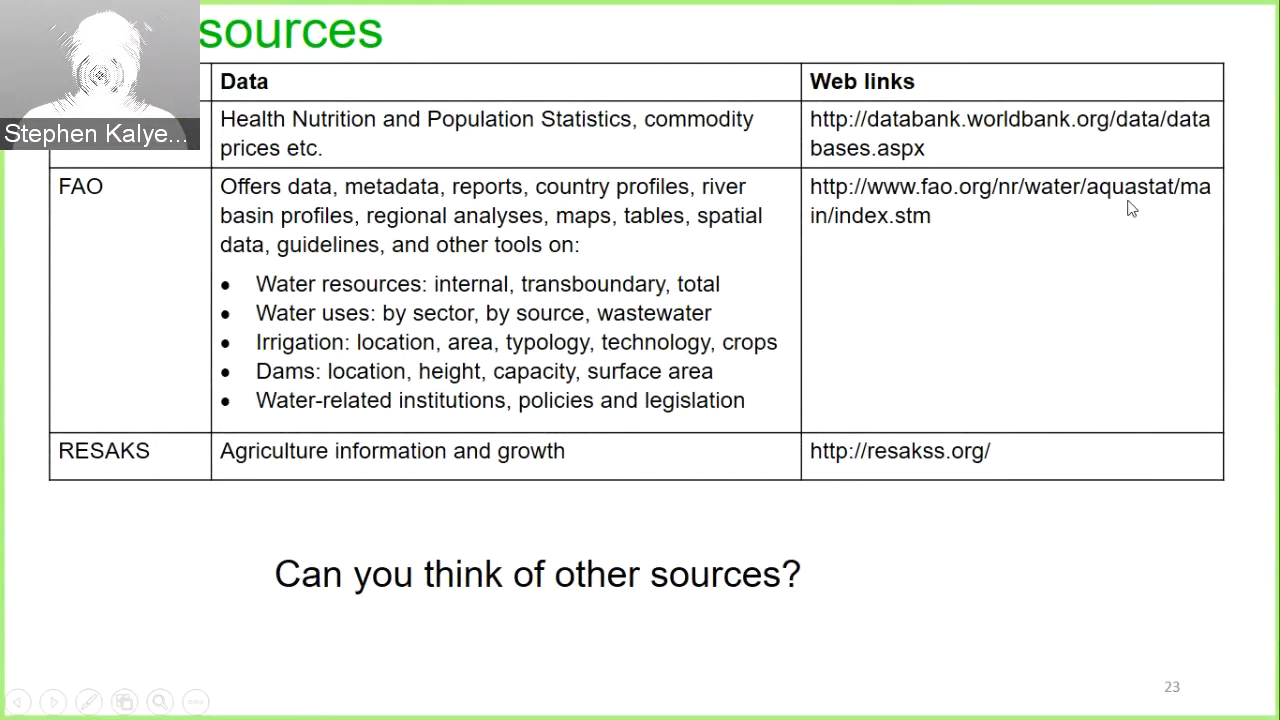 sources
Data
Web links
Stephen Kalye...
Health Nutrition and Population Statistics, commodity
prices etc.
http://databank.worldbank.org/data/data
bases.aspx
FAO
Offers data, metadata, reports, country profiles, river
basin profiles, regional analyses, maps, tables, spatial
data, guidelines, and other tools on:
• Water resources: internal, transboundary, total
• Water uses: by sector, by source, wastewater
• Irrigation: location, area, typology, technology, crops
• Dams: location, height, capacity, surface area
• Water-related institutions, policies and legislation
http://www.fao.org/nr/water/aquastat/ma
in/index.stm
RESAKS
Agriculture information and growth
http://resakss.org/
Can you think of other sources?
23